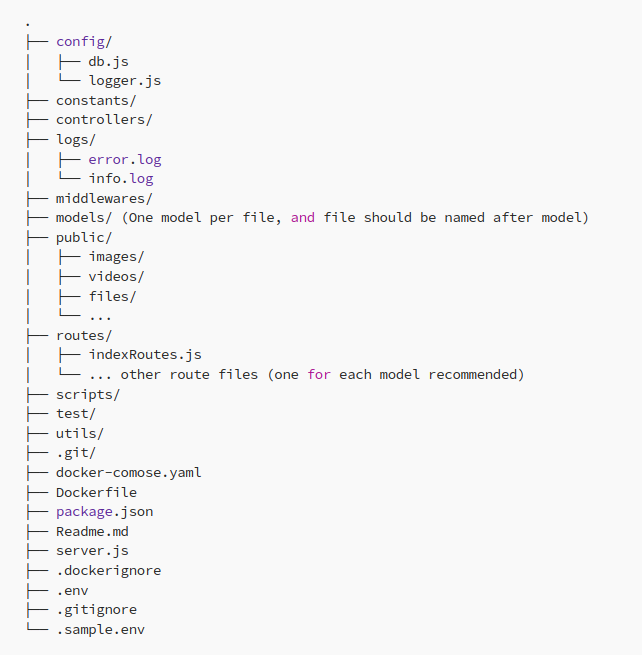 .
├── config/
│   ├── db.js
│   └── logger.js
├── constants/
├── controllers/
├── logs/
│   ├── error.log
│   └── info.log
├── middlewares/
├── models/ (One model per file, and file should be named after model)
├── public/
│   ├── images/
│   ├── videos/
│   ├── files/
│   └── ...
├── routes/
│   ├── indexRoutes.js
│   └── ... other route files (one for each model recommended)
├── scripts/
├── test/
├── utils/
├── .git/
├── docker-comose.yaml
├── Dockerfile
├── package.json
├── Readme.md
├── server.js
├── .dockerignore
├── .env
├── .gitignore
└── .sample.env